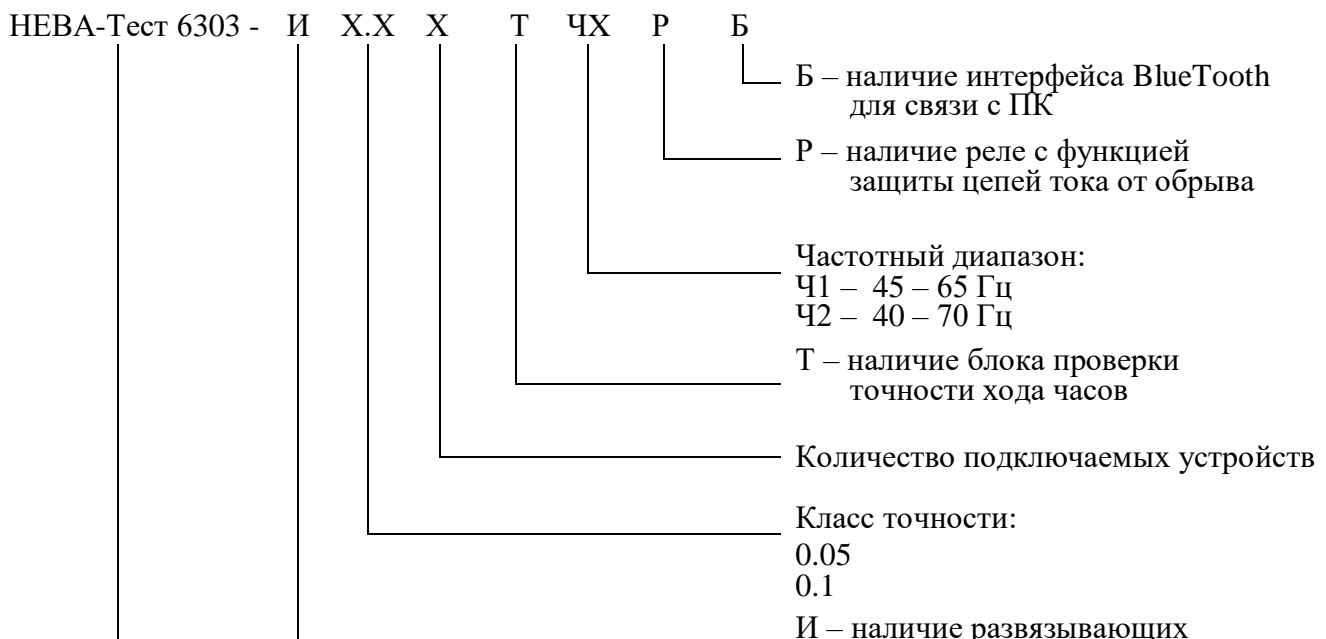 НЕВА-Тест 6303 - И Х.Х Х Т ЧХ Р Б
Б – наличие интерфейса BlueTooth
для связи с ПК
Р – наличие реле с функцией
защиты цепей тока от обрыва
Частотный диапазон:
Ч1 – 45 – 65 Гц
Ч2 – 40 – 70 Гц
Т – наличие блока проверки
точности хода часов
Количество подключаемых устройств
Класс точности:
0.05
0.1
И – наличие развязывающих